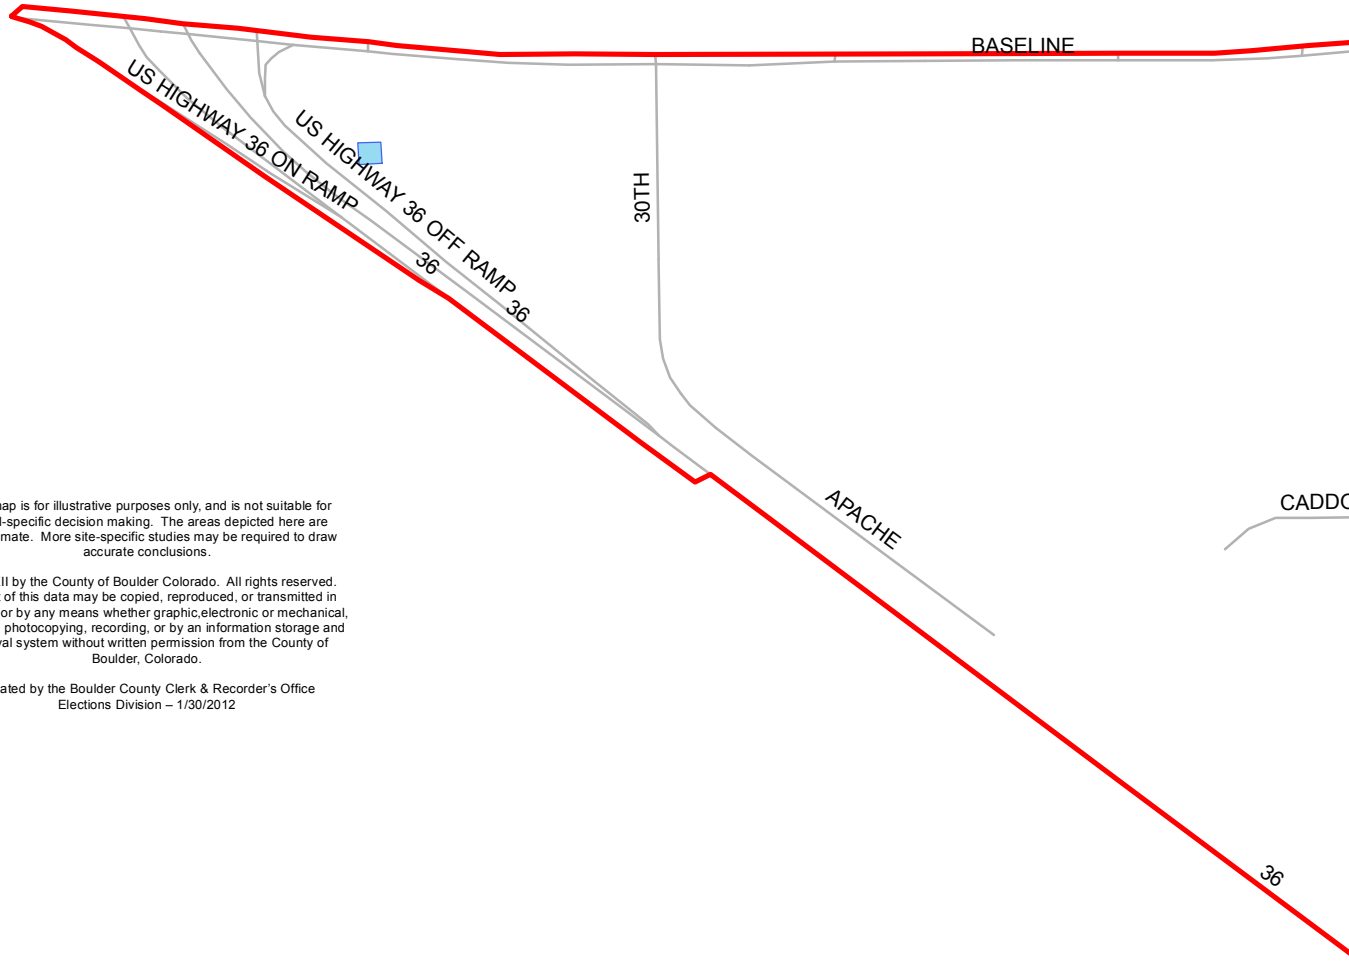 BASELINE
US HIGHWAY 36 ON RAMP
US HIGHWAY 36 OFF RAMP
30TH
36
36
APACHE
CADDO
is for illustrative purposes only, and is not suitable for
-specific decision making.  The areas depicted here are
More site-specific studies may be required to draw
accurate conclusions.
by the County of Boulder Colorado.  All rights reserved.
of this data may be copied, reproduced, or transmitted in
or by any means whether graphic,electronic or mechanical,
photocopying, recording, or by an information storage and
system without written permission from the County of
Boulder, Colorado.
by the Boulder County Clerk & Recorder's Office
Elections Division – 1/30/2012
36